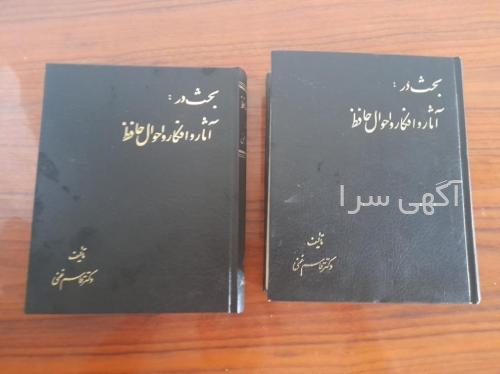 بحث در :
آثار و افکار و احوال حافظ
تألیف
دکتر قاسم غنی
بحث در :
آثار و افکار و احوال حافظ
آگهی سرا
تألیف
دکتر قاسم غنی